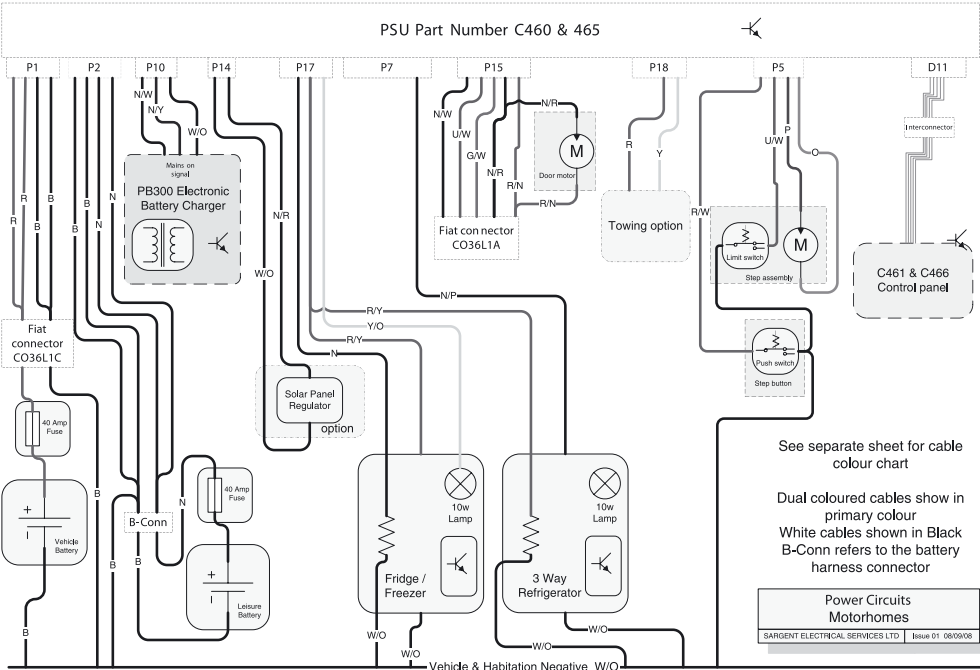 PSU Part Number C460 & 465
P1
P2
P10
P14
P17
P7
P15
P18
P5
D11
N/W
N/Y
W/O
N/W
U/W
G/W
N/R
R/N
N/R
M
Door motor
R/N
R
Y
U/W
P
O
Interconnector
R
R
B
B
B
B
N
N
Mains on
signal
PB300 Electronic
Battery Charger
N/R
W/O
Fiat connector
CO36L1A
Towing option
R/W
Limit switch
M
Step assembly
C461 & C466
Control panel
N/P
R/Y
Y/O
R/Y
N
Fiat
connector
CO36L1C
Push switch
Step button
Solar Panel
Regulator
option
40 Amp
Fuse
See separate sheet for cable
colour chart
Dual coloured cables show in
primary colour
White cables shown in Black
B-Conn refers to the battery
harness connector
40 Amp
Fuse
B
N
B-Conn
10w
Lamp
10w
Lamp
+
–
Vehicle
Battery
B
B
+
–
Leisure
Battery
Fridge /
Freezer
3 Way
Refrigerator
B
W/O
W/O
W/O
W/O
Power Circuits
Motorhomes
SARGENT ELECTRICAL SERVICES LTD
Issue 01 08/09/08
Vehicle & Habitation Negative W/O